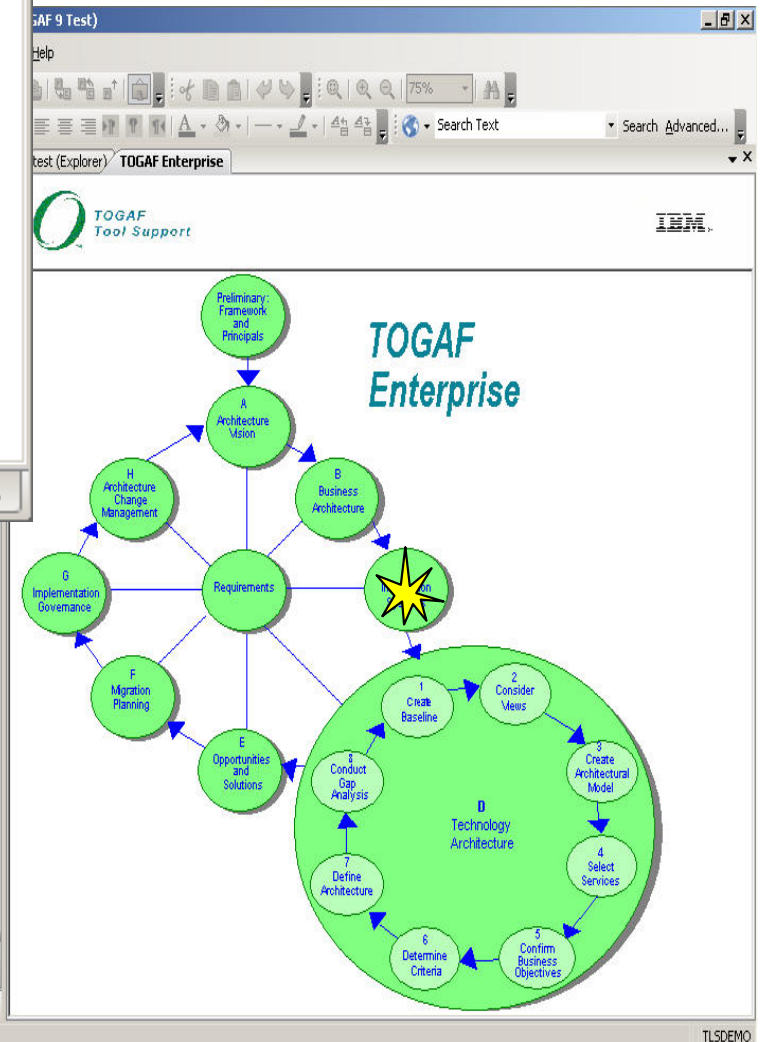 GAF 9 Test)
Help
75%
Search Text
Search Advanced...
test (Explorer)
TOGAF Enterprise
TOGAF
Tool Support
IBM
TOGAF
Enterprise
Preliminary:
Framework
and
Principals
A
Architecture
Vision
B
Business
Architecture
H
Architecture
Change
Management
G
Implementation
Governance
Requirements
F
Migration
Planning
E
Opportunities
and
Solutions
1
Create
Baseline
2
Consider
Views
3
Create
Architectural
Model
4
Select
Services
5
Confirm
Business
Objectives
6
Determine
Criteria
7
Define
Architecture
8
Conduct
Gap
Analysis
D
Technology
Architecture
TLSDEMO